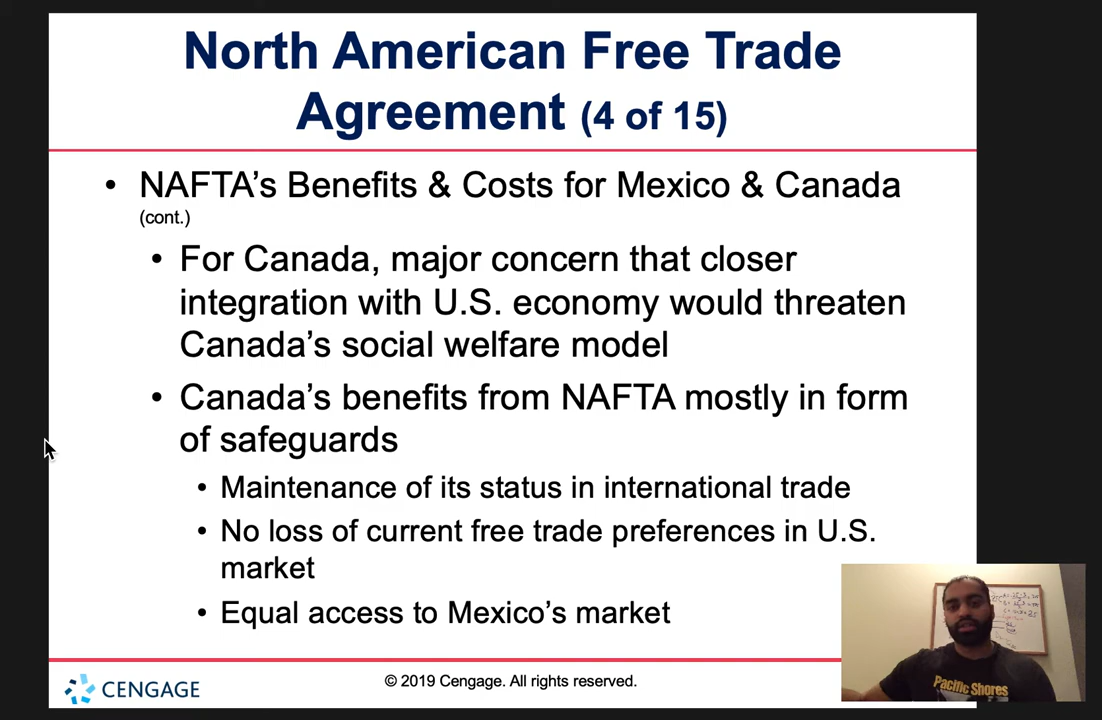 North American Free Trade
Agreement (4 of 15)
• NAFTA’s Benefits & Costs for Mexico & Canada
(cont.)
• For Canada, major concern that closer
integration with U.S. economy would threaten
Canada’s social welfare model
• Canada’s benefits from NAFTA mostly in form
of safeguards
• Maintenance of its status in international trade
• No loss of current free trade preferences in U.S.
market
• Equal access to Mexico’s market
CENGAGE
© 2019 Cengage. All rights reserved.
Pacific Shores